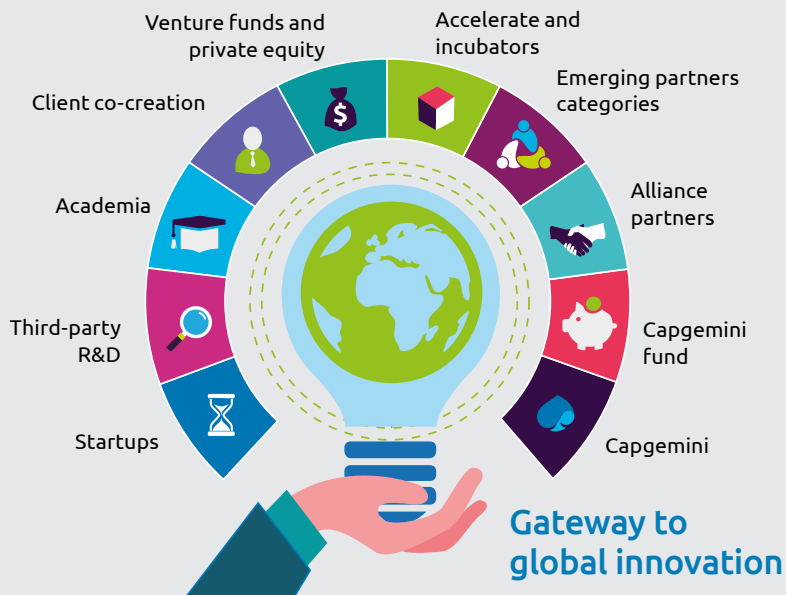 Venture funds and
private equity
Accelerate and
incubators
Client co-creation
Emerging partners
categories
Academia
Alliance
partners
Third-party
R&D
Capgemini
fund
Startups
Capgemini
$
Gateway to
global innovation